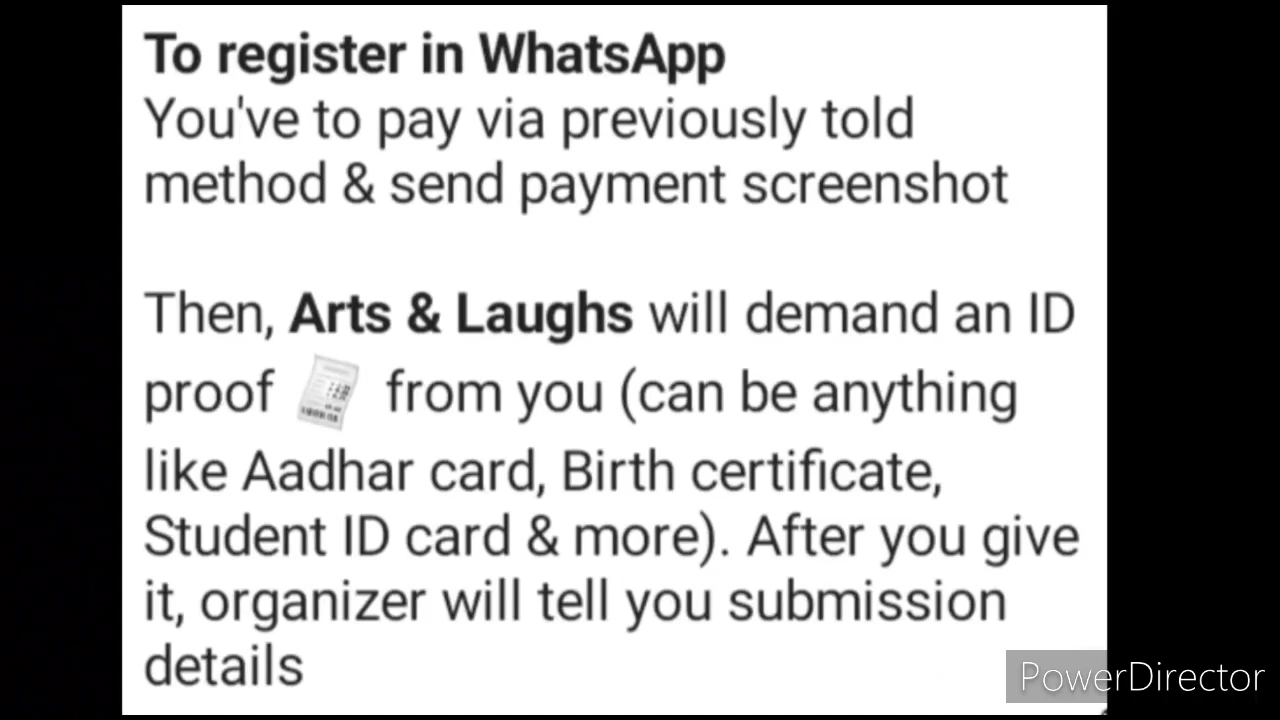 To register in WhatsApp
You've to pay via previously told
method & send payment screenshot
Then, Arts & Laughs will demand an ID
proof from you (can be anything
like Aadhar card, Birth certificate,
Student ID card & more). After you give
it, organizer will tell you submission
details
PowerDirector